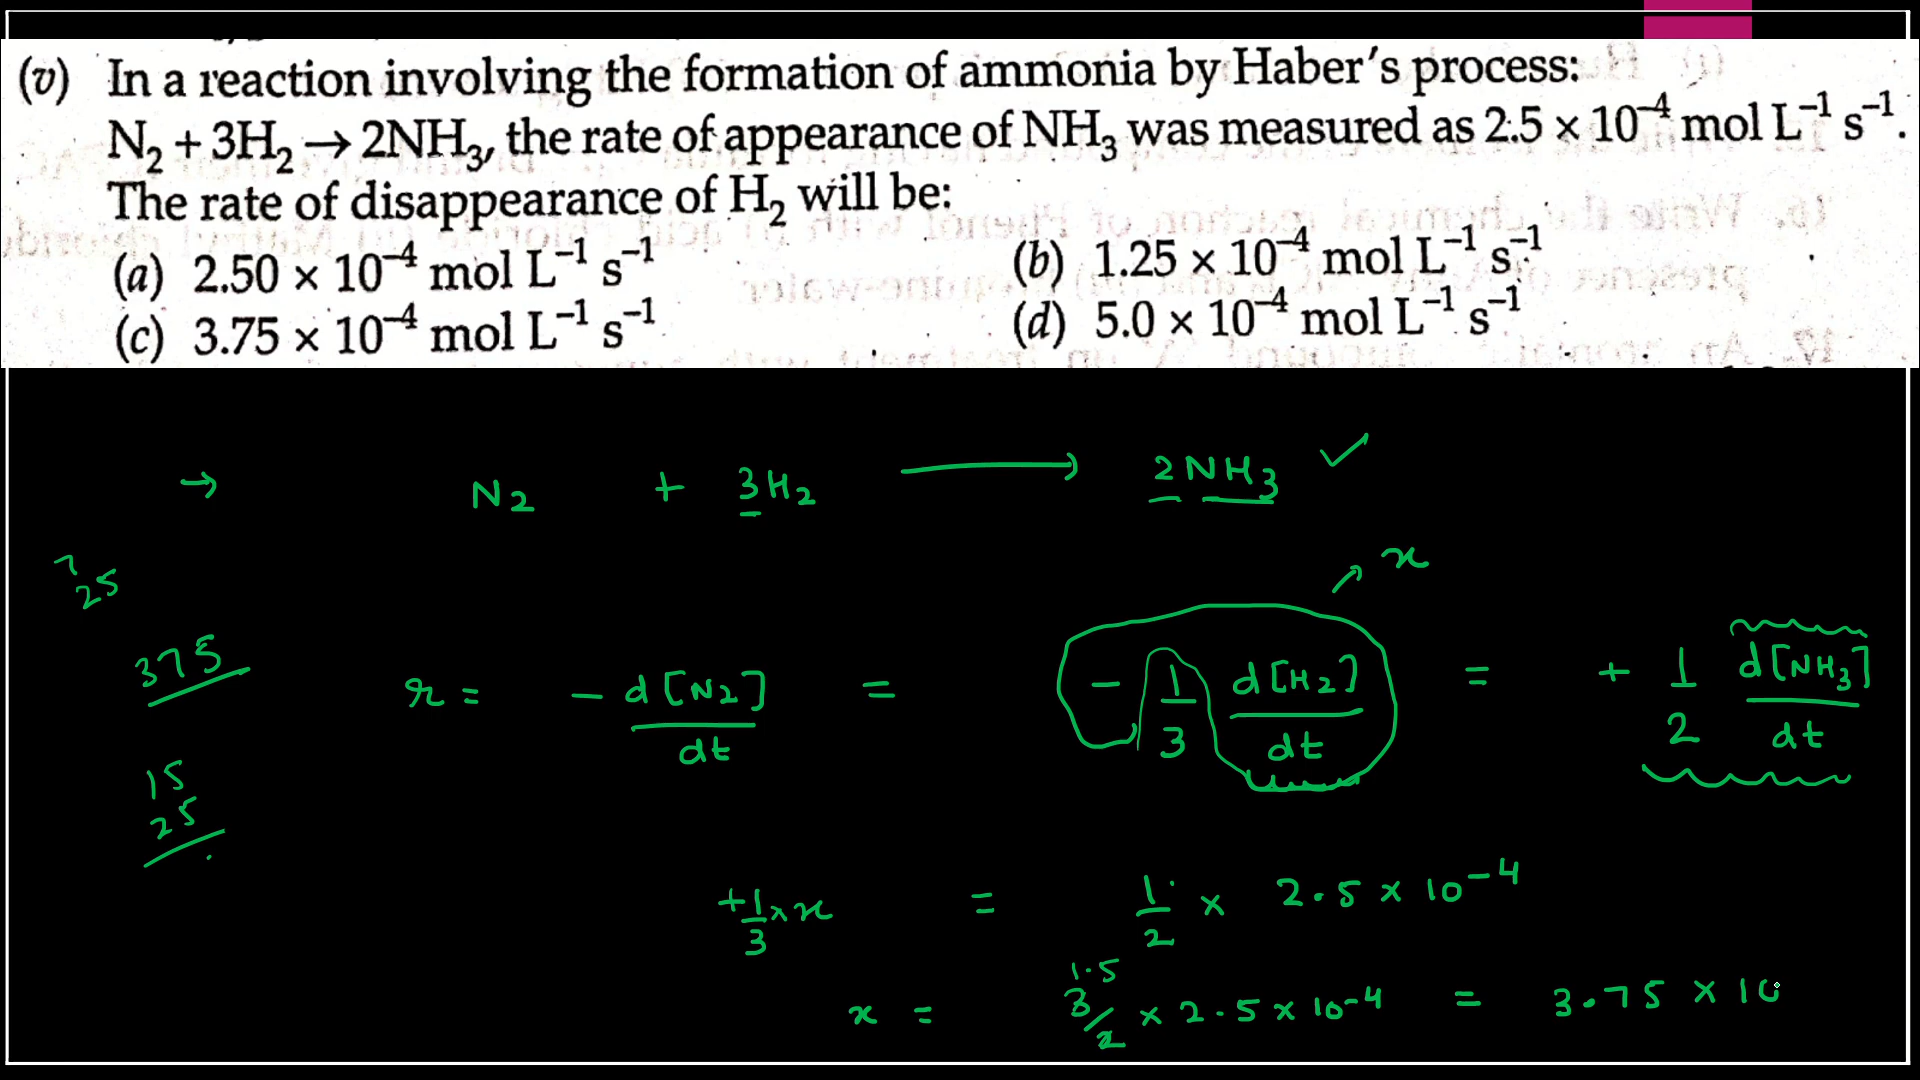 (v) In a reaction involving the formation of ammonia by Haber's process:
N₂ + 3H₂ → 2NH₃, the rate of appearance of NH₃ was measured as 2.5 × 10⁻⁴ mol L⁻¹ s⁻¹.
The rate of disappearance of H₂ will be:
(a) 2.50 × 10⁻⁴ mol L⁻¹ s⁻¹ (b) 1.25 × 10⁻⁴ mol L⁻¹ s⁻¹
(c) 3.75 × 10⁻⁴ mol L⁻¹ s⁻¹ (d) 5.0 × 10⁻⁴ mol L⁻¹ s⁻¹
→ N2 + 3H2 ⟶ 2NH3 ✓
x
25
375
r = - d[N2]/dt = - 1/3 d[H2]/dt = + 1/2 d[NH3]/dt
15
25
+1/3 × x = 1/2 × 2.5 × 10⁻⁴
1.5
x = 3/2 × 2.5 × 10⁻⁴ = 3.75 × 10